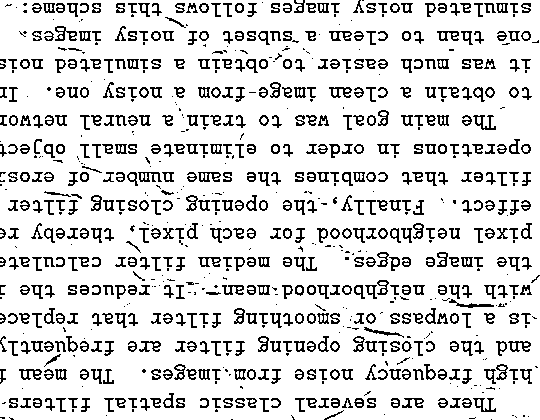 There are several classic spatial filters
high frequency noise from images. The mean f
and the closing opening filter are frequently
is a lowpass or smoothing filter that replace
with the neighborhood mean. It reduces the i
the image edges. The median filter calculate
pixel neighborhood for each pixel, thereby re
effect. Finally, the opening closing filter
filter that combines the same number of erosi
operations in order to eliminate small object
The main goal was to train a neural networ
to obtain a clean image from a noisy one. In
it was much easier to obtain a simulated nois
one than to clean a subset of noisy images.
simulated noisy images follows this scheme: